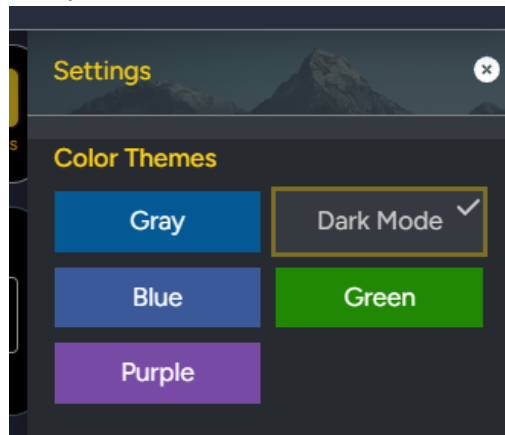 Settings
s
Color Themes
Gray
Dark Mode
Blue
Green
Purple